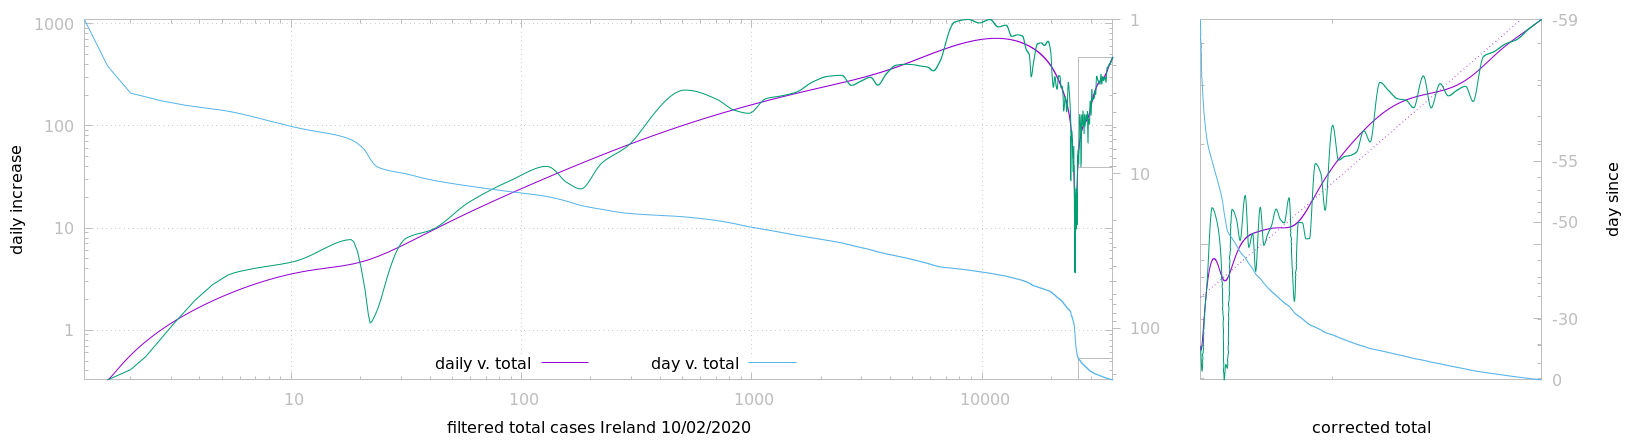 daily increase
1000
100
10
1
10
100
1000
10000
filtered total cases Ireland 10/02/2020
daily v. total
day v. total
1
10
100
-59
-55
-50
-30
0
day since
corrected total